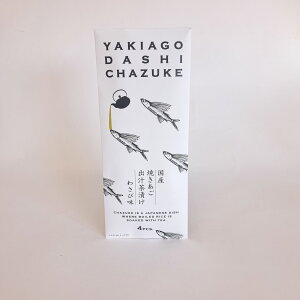 YAKIAGO
DASHI
CHAZUKE
国産
焼きあご
出汁茶漬け
わさび味
CHAZUKE IS A JAPANESE DISH
WHERE BOILED RICE IS
SOAKED WITH TEA
4PCS.